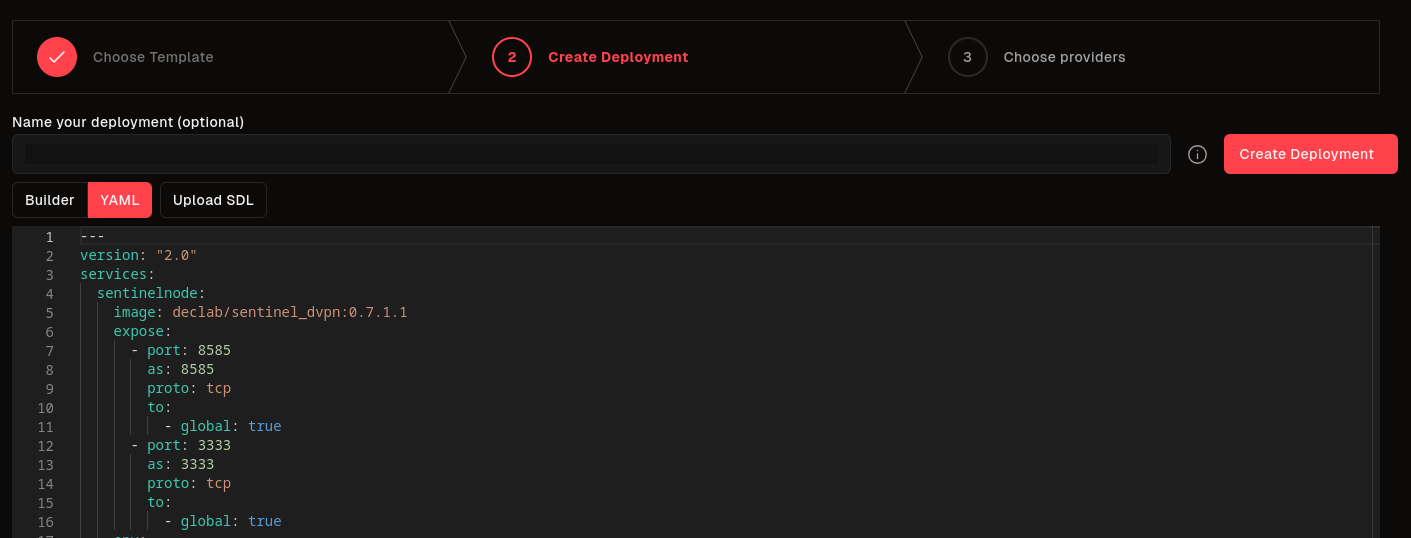 Choose Template
2 Create Deployment
3 Choose providers
Name your deployment (optional)
Create Deployment
Builder YAML Upload SDL
1 ---
2 version: "2.0"
3 services:
4   sentinelnode:
5     image: declab/sentinel_dvpn:0.7.1.1
6     expose:
7       - port: 8585
8         as: 8585
9         proto: tcp
10         to:
11           - global: true
12       - port: 3333
13         as: 3333
14         proto: tcp
15         to:
16           - global: true